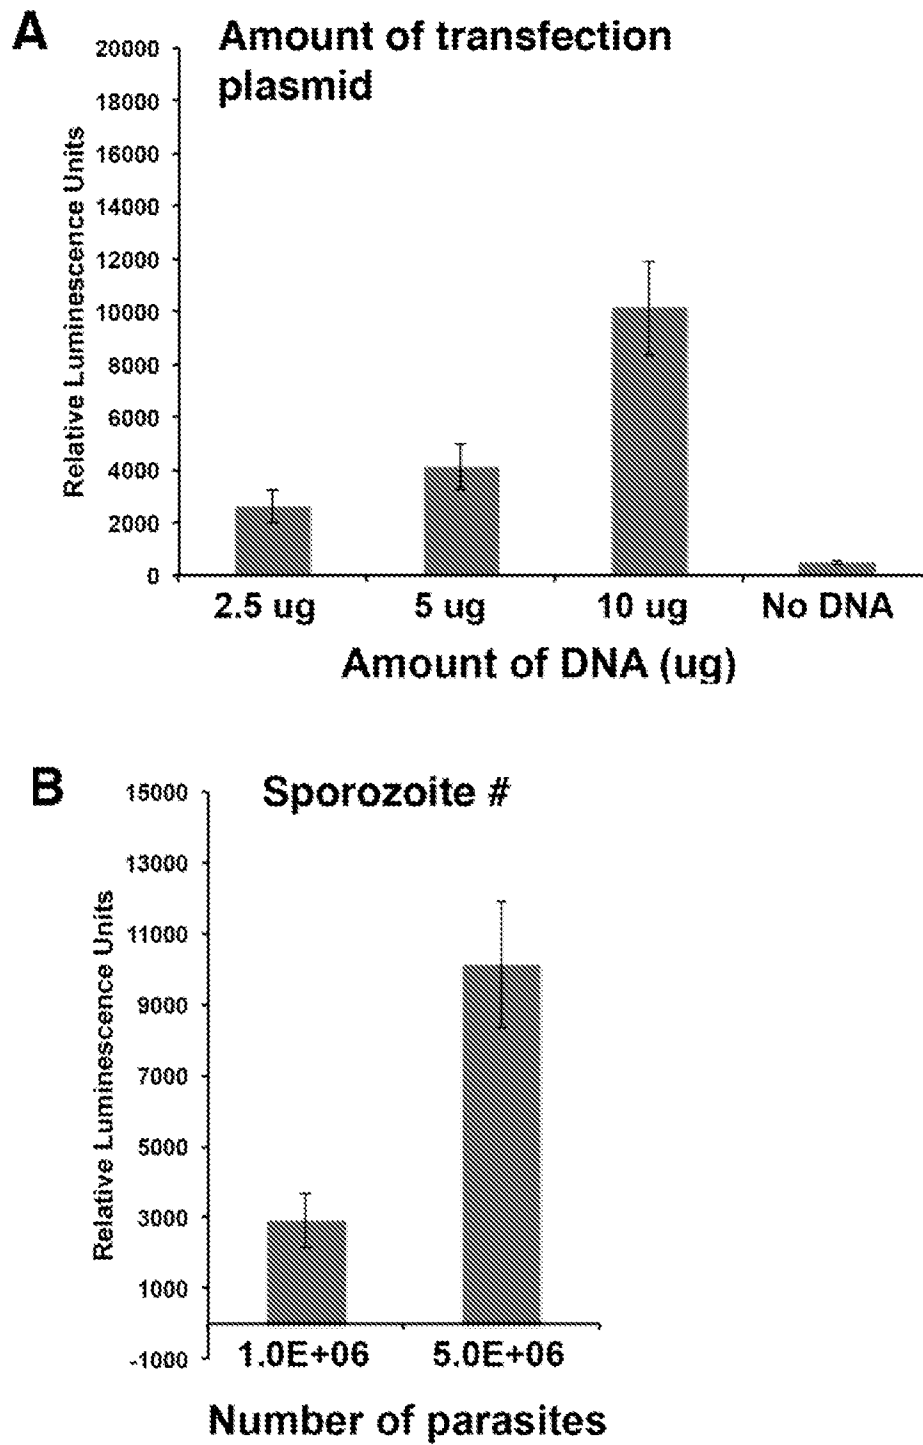 A
Amount of transfection
plasmid
Relative Luminescence Units
20000
18000
16000
14000
12000
10000
8000
6000
4000
2000
0
2.5 ug 5 ug 10 ug No DNA
Amount of DNA (ug)
B
Sporozoite #
Relative Luminescence Units
15000
13000
11000
9000
7000
5000
3000
1000
-1000
1.0E+06 5.0E+06
Number of parasites